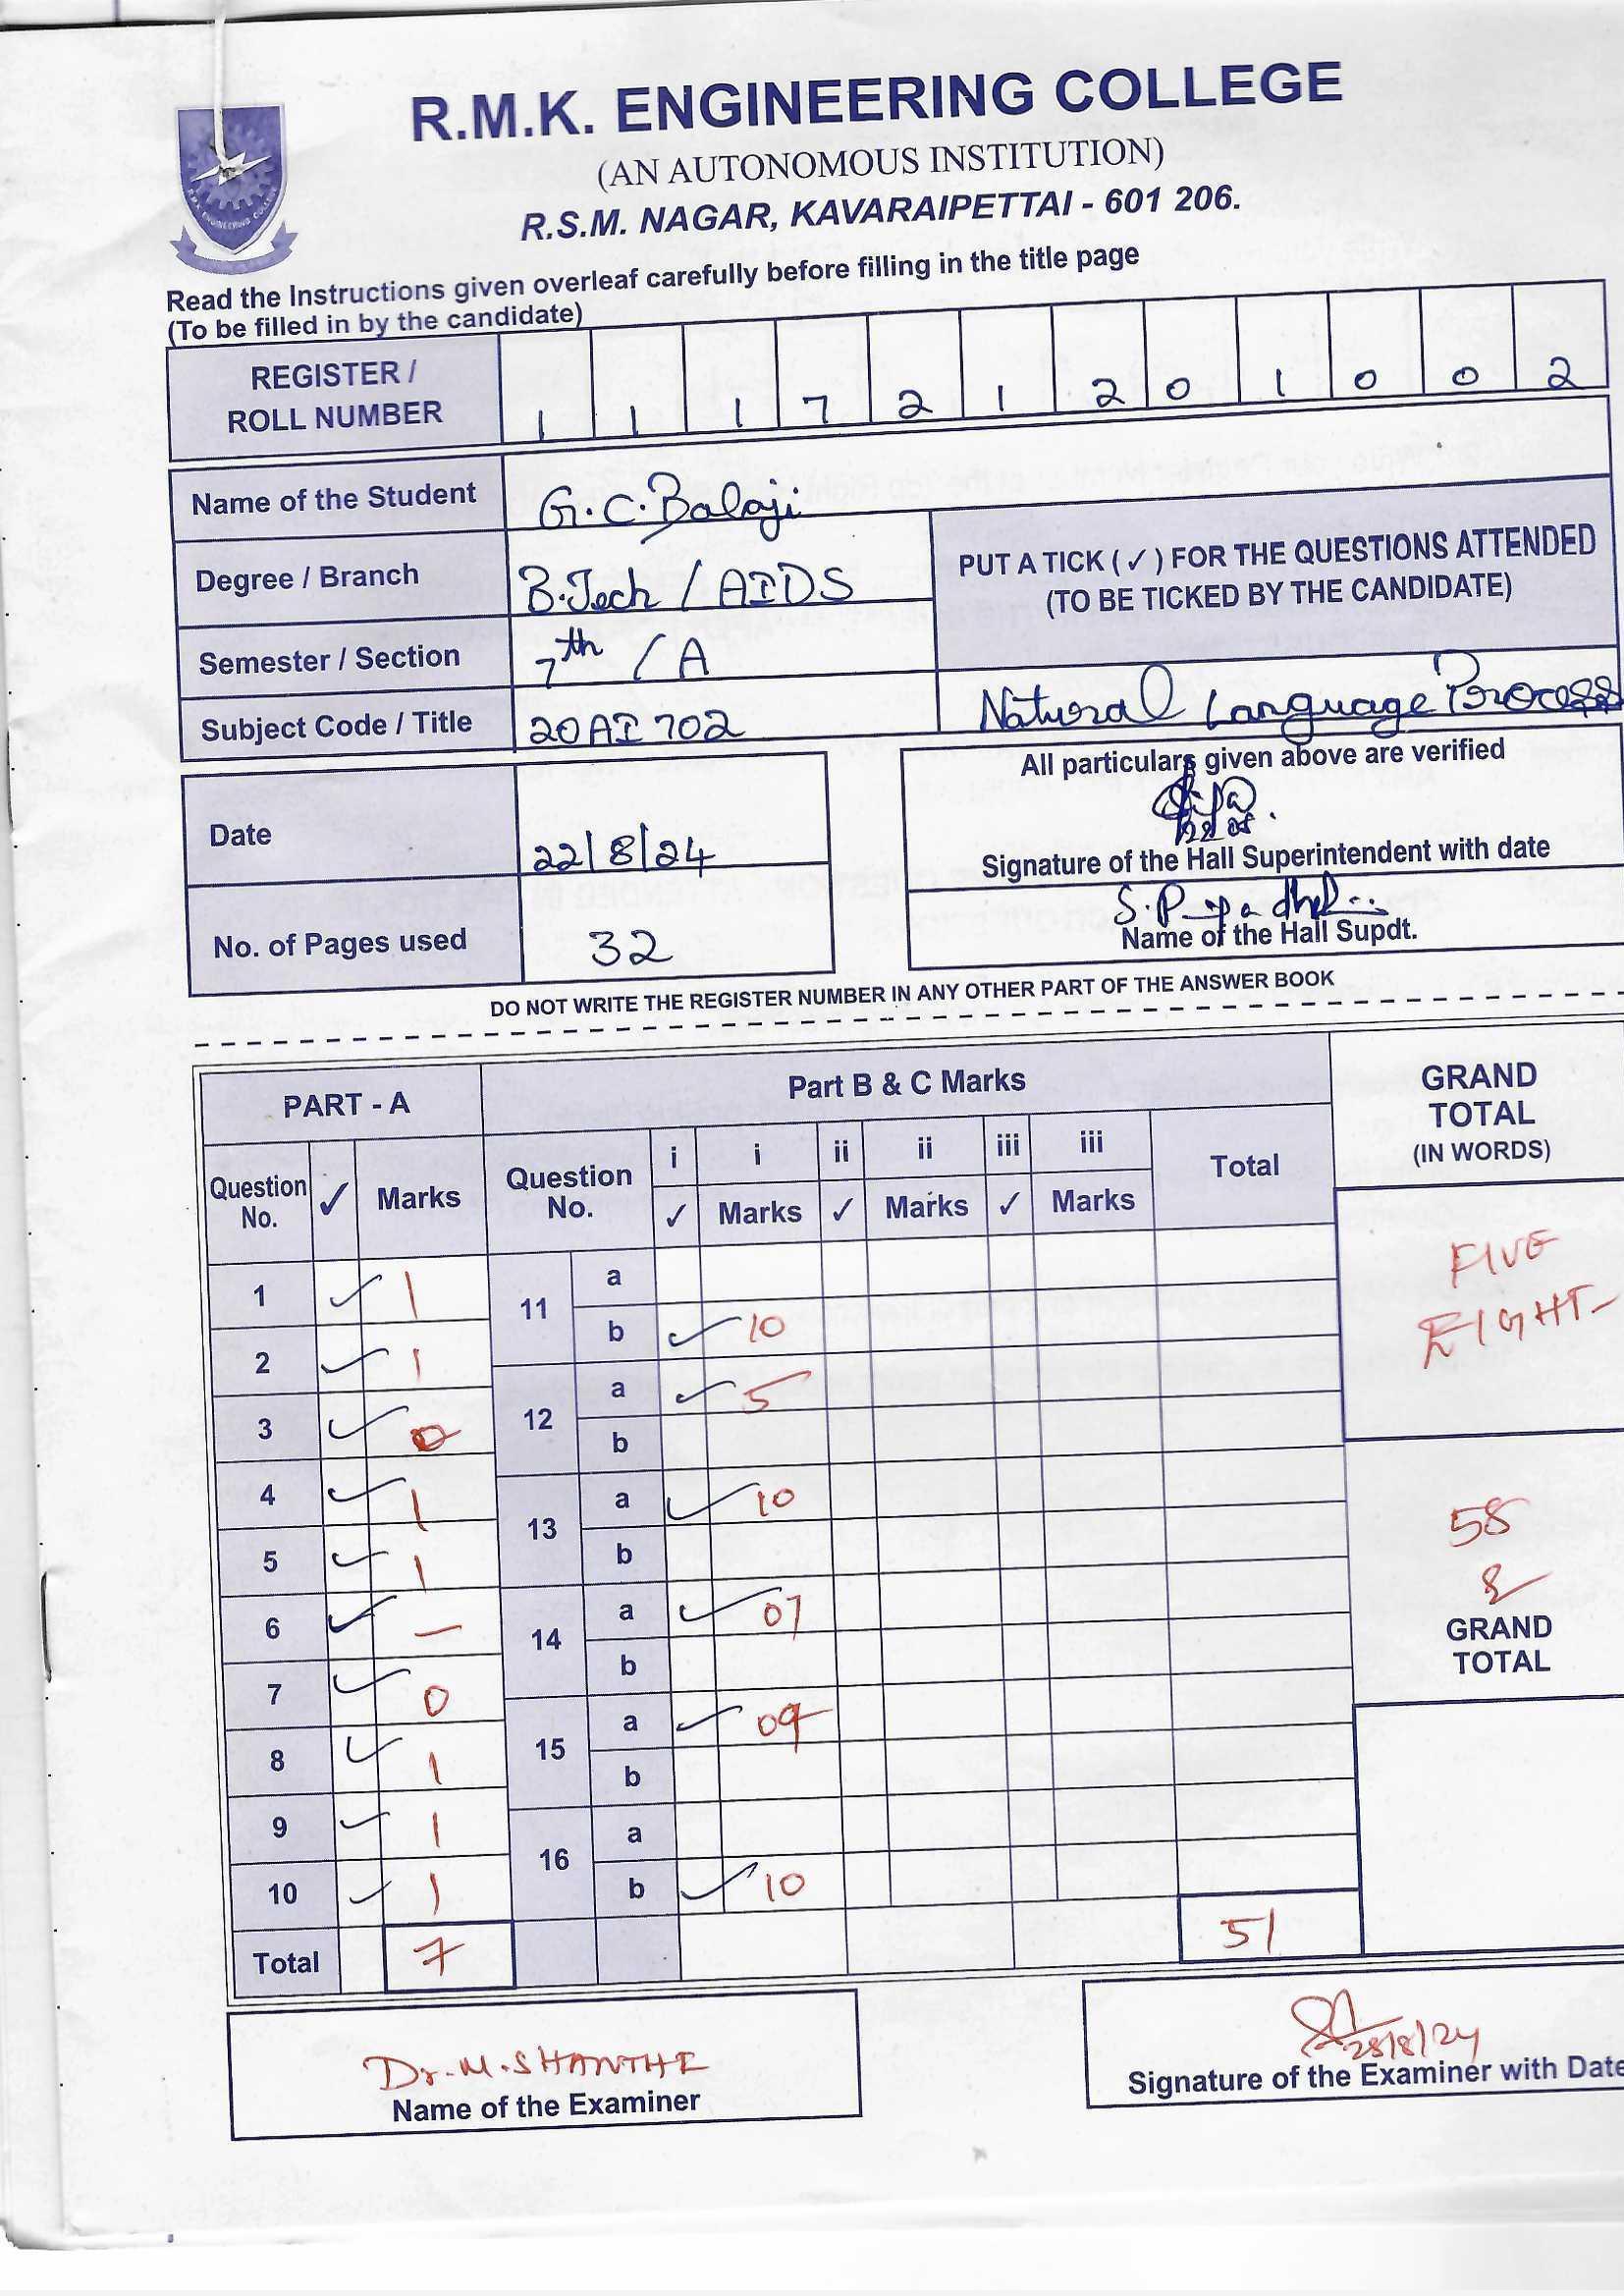 R.M.K. ENGINEERING COLLEGE
(AN AUTONOMOUS INSTITUTION)
R.S.M. NAGAR, KAVARAIPETTAI - 601 206.
R.M.K. ENGINEERING COLLEGE
Read the Instructions given overleaf carefully before filling in the title page
(To be filled in by the candidate)
REGISTER / ROLL NUMBER 1 1 1 7 2 1 2 0 1 0 0 2
Name of the Student G.C.Balaji
Degree / Branch B.Tech / AIDS
PUT A TICK (✓) FOR THE QUESTIONS ATTENDED
(TO BE TICKED BY THE CANDIDATE)
Semester / Section 7th / A
Subject Code / Title 20AI702 Natural Language Process
All particulars given above are verified
Date 22/8/24
Signature of the Hall Superintendent with date
No. of Pages used 32
Name of the Hall Supdt.
DO NOT WRITE THE REGISTER NUMBER IN ANY OTHER PART OF THE ANSWER BOOK
PART - A Part B & C Marks GRAND TOTAL (IN WORDS)
Question No. ✓ Marks Question No. i i ii ii iii iii Total
✓ Marks ✓ Marks ✓ Marks
1 ✓ 1 11 a
b ✓ 10
2 ✓ 1 12 a ✓ 5
3 ✓ 0 b
4 ✓ 1 13 a ✓ 10
5 ✓ 1 b
6 ✓ — 14 a ✓ 07
7 ✓ 0 b
8 ✓ 1 15 a ✓ 09
b
9 ✓ 1 16 a
10 ✓ 1 b ✓ 10
Total 7 51
FIVE
EIGHT
58
GRAND
TOTAL
Dr. M. SHANTHE
Name of the Examiner
28/8/24
Signature of the Examiner with Date